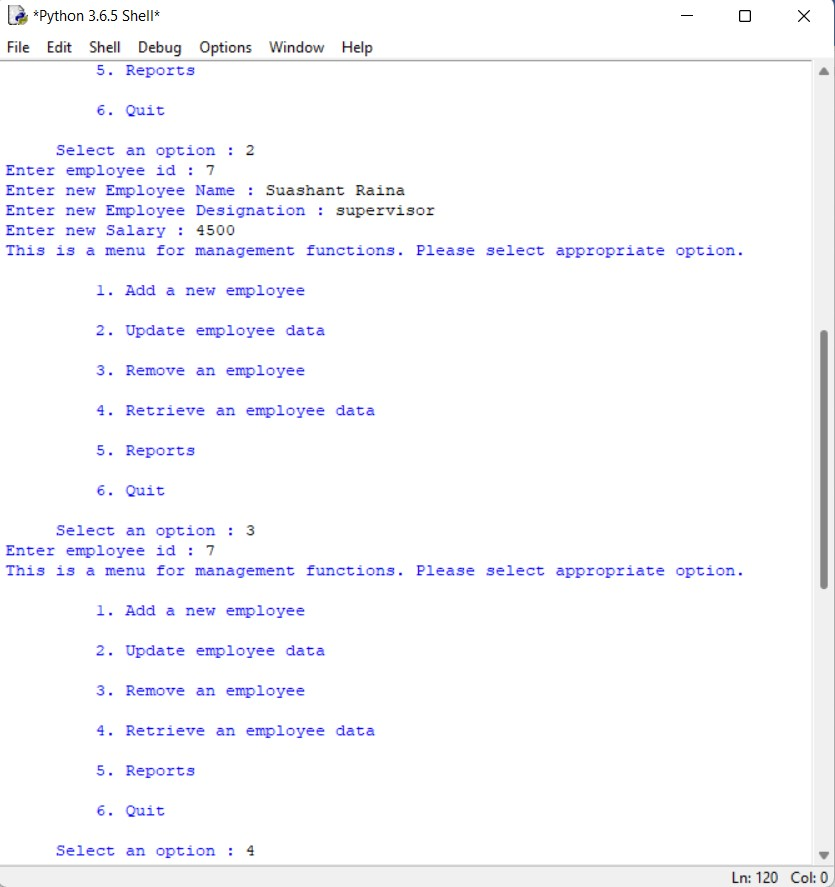 *Python 3.6.5 Shell*
File Edit Shell Debug Options Window Help
5. Reports
6. Quit
Select an option : 2
Enter employee id : 7
Enter new Employee Name : Suashant Raina
Enter new Employee Designation : supervisor
Enter new Salary : 4500
This is a menu for management functions. Please select appropriate option.
1. Add a new employee
2. Update employee data
3. Remove an employee
4. Retrieve an employee data
5. Reports
6. Quit
Select an option : 3
Enter employee id : 7
This is a menu for management functions. Please select appropriate option.
1. Add a new employee
2. Update employee data
3. Remove an employee
4. Retrieve an employee data
5. Reports
6. Quit
Select an option : 4
Ln: 120 Col: 0